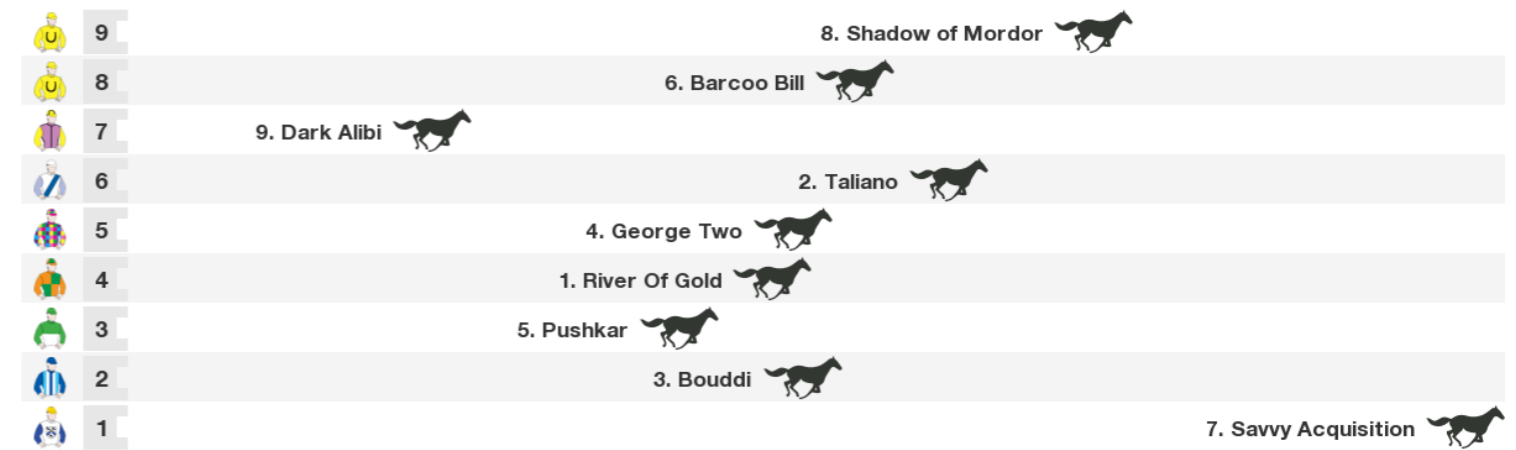 9 8. Shadow of Mordor
8 6. Barcoo Bill
7 9. Dark Alibi
6 2. Taliano
5 4. George Two
4 1. River Of Gold
3 5. Pushkar
2 3. Bouddi
1 7. Savvy Acquisition